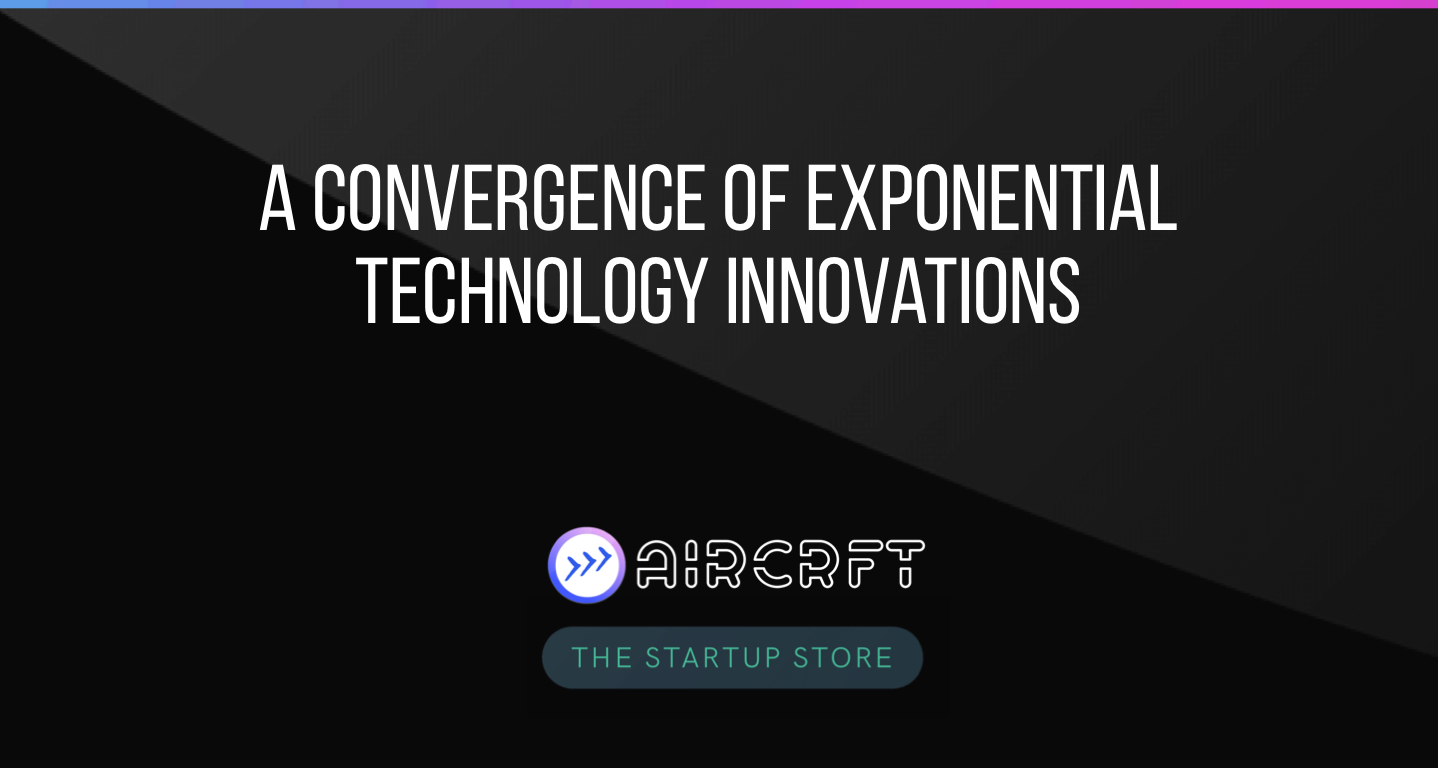 A CONVERGENCE OF EXPONENTIAL
TECHNOLOGY INNOVATIONS
AIRCRFT
THE STARTUP STORE